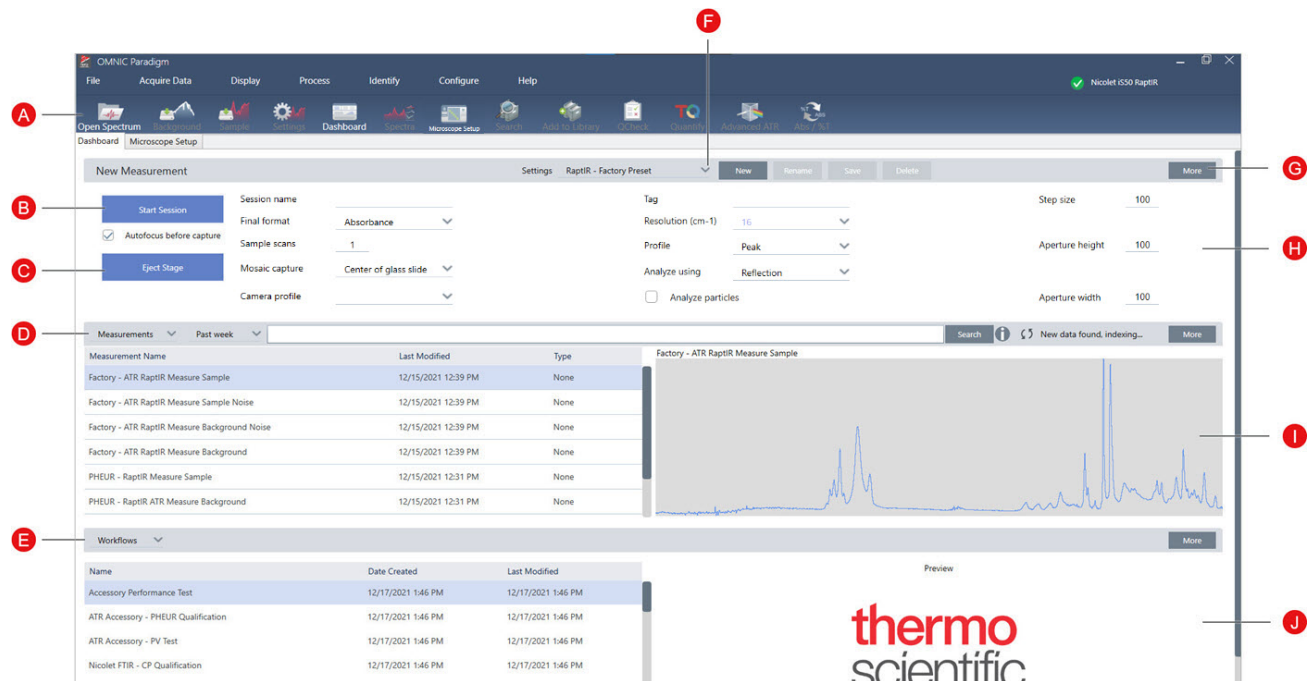 F
OMNIC Paradigm
File Acquire Data Display Process Identify Configure Help
Nicolet iS50 RaptIR
A
Open Spectrum Background Sample Settings Dashboard Spectra Microscope Setup Search Add to Library QCheck TQ Quantify Advanced ATR %T ABS Abs / %T
Dashboard Microscope Setup
New Measurement Settings RaptIR - Factory Preset New Rename Save Delete More
G
B
Start Session Session name Tag Step size 100
Final format Absorbance Resolution (cm-1) 16
Autofocus before capture Sample scans 1 Profile Peak Aperture height 100
H
C
Eject Stage Mosaic capture Center of glass slide Analyze using Reflection
Camera profile Analyze particles Aperture width 100
D
Measurements Past week Search New data found, indexing... More
Measurement Name Last Modified Type Factory - ATR RaptIR Measure Sample
Factory - ATR RaptIR Measure Sample 12/15/2021 12:39 PM None
Factory - ATR RaptIR Measure Sample Noise 12/15/2021 12:39 PM None
Factory - ATR RaptIR Measure Background Noise 12/15/2021 12:39 PM None
I
Factory - ATR RaptIR Measure Background 12/15/2021 12:39 PM None
PHEUR - RaptIR Measure Sample 12/15/2021 12:31 PM None
PHEUR - RaptIR ATR Measure Background 12/15/2021 12:31 PM None
E
Workflows More
Name Date Created Last Modified Preview
Accessory Performance Test 12/17/2021 1:46 PM 12/17/2021 1:46 PM
ATR Accessory - PHEUR Qualification 12/17/2021 1:46 PM 12/17/2021 1:46 PM
J
ATR Accessory - PV Test 12/17/2021 1:46 PM 12/17/2021 1:46 PM
Nicolet FTIR - CP Qualification 12/17/2021 1:46 PM 12/17/2021 1:46 PM
thermo
scientific